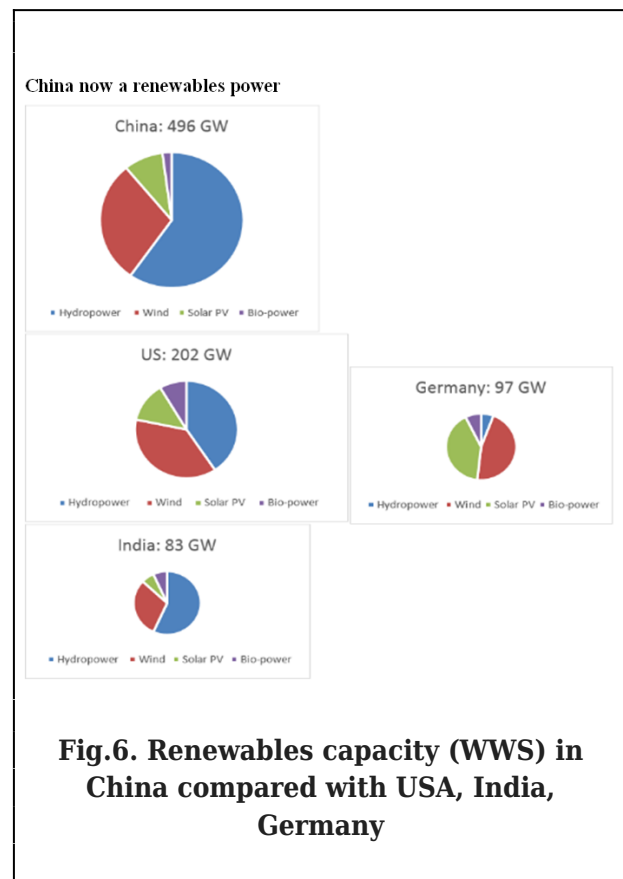 China now a renewables power
China: 496 GW
Hydropower Wind Solar PV Bio-power
US: 202 GW
Hydropower Wind Solar PV Bio-power
Germany: 97 GW
Hydropower Wind Solar PV Bio-power
India: 83 GW
Hydropower Wind Solar PV Bio-power
Fig.6. Renewables capacity (WWS) in
China compared with USA, India,
Germany